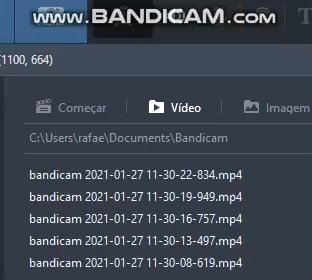 www.BANDICAM.com
T
(1100, 664)
Começar | Vídeo | Imagem
C:\Users\rafae\Documents\Bandicam
bandicam 2021-01-27 11-30-22-834.mp4
bandicam 2021-01-27 11-30-19-949.mp4
bandicam 2021-01-27 11-30-16-757.mp4
bandicam 2021-01-27 11-30-13-497.mp4
bandicam 2021-01-27 11-30-08-619.mp4